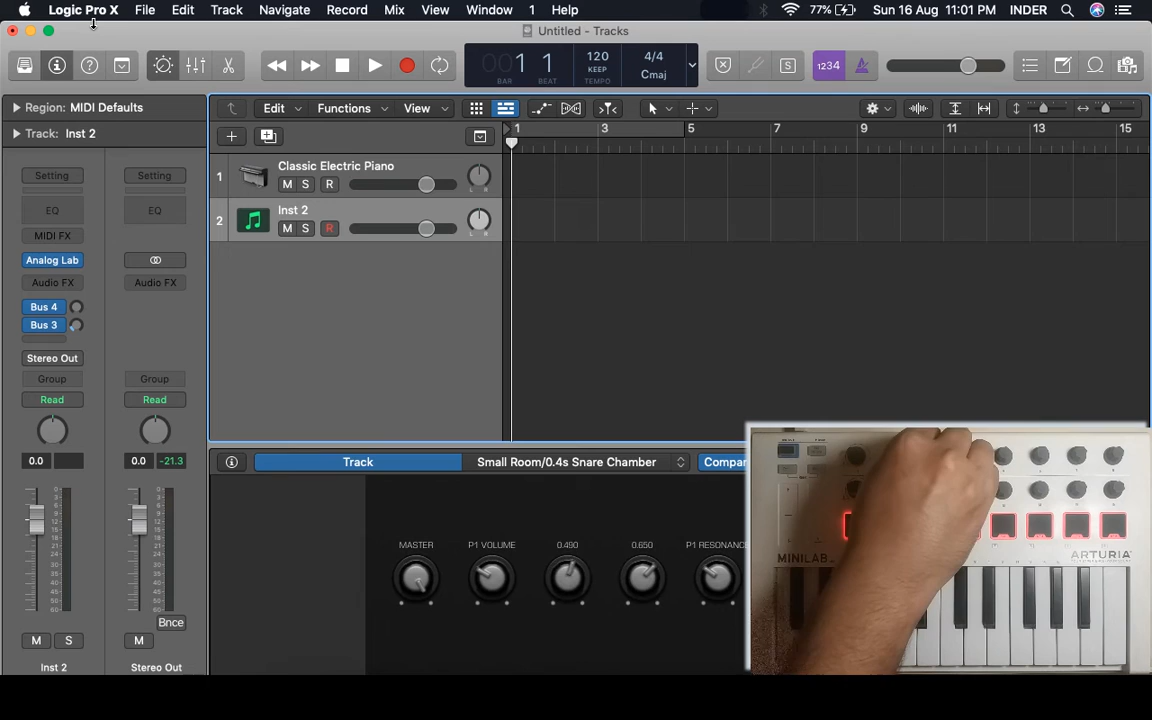 Logic Pro X File Edit Track Navigate Record Mix View Window 1 Help 77% Sun 16 Aug 11:01 PM INDER
Untitled - Tracks
001 1 120 4/4
KEEP Cmaj
BAR BEAT TEMPO
1234
Region: MIDI Defaults
Edit Functions View
Track: Inst 2
1 3 5 7 9 11 13 15
Setting Setting
1 Classic Electric Piano
M S R L R
EQ EQ
2 Inst 2
M S R L R
MIDI FX
Analog Lab
Audio FX Audio FX
Bus 4
Bus 3
Stereo Out
Group Group
Read Read
0.0 0.0 -21.3
Track Small Room/0.4s Snare Chamber Compar
MASTER P1 VOLUME 0.490 0.650 P1 RESONANC
MINILAB ARTURIA
Bnce
M S M
Inst 2 Stereo Out